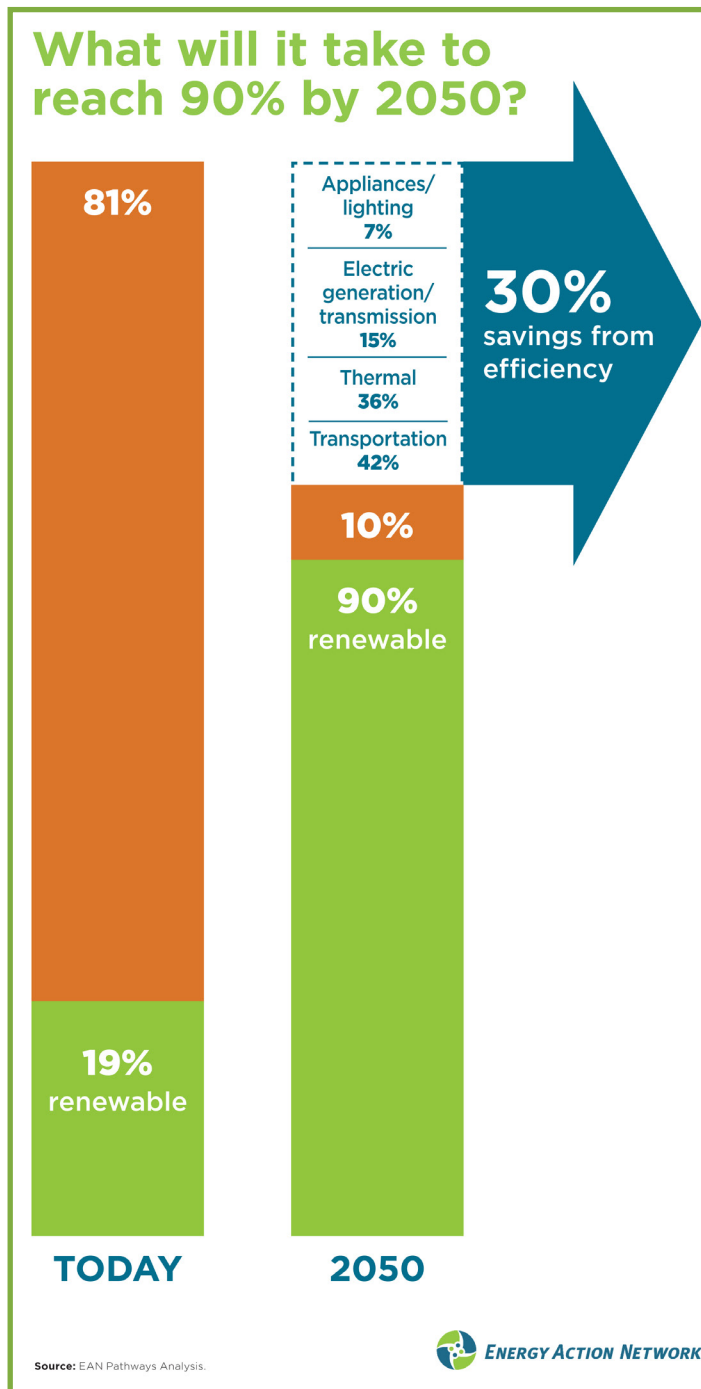 What will it take to
reach 90% by 2050?
81%
19%
renewable
TODAY
Appliances/
lighting
7%
Electric
generation/
transmission
15%
Thermal
36%
Transportation
42%
30%
savings from
efficiency
10%
90%
renewable
2050
Source: EAN Pathways Analysis.
ENERGY ACTION NETWORK